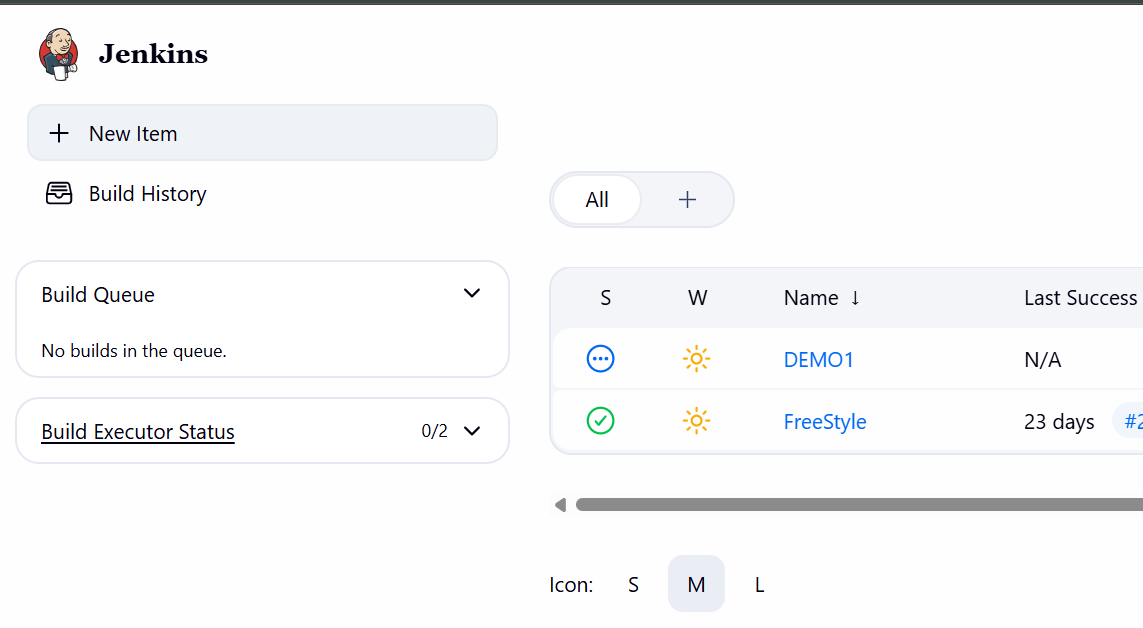 Jenkins
New Item
Build History
All
Build Queue
No builds in the queue.
Build Executor Status 0/2
S W Name ↓ Last Success
DEMO1 N/A
FreeStyle 23 days
Icon: S M L